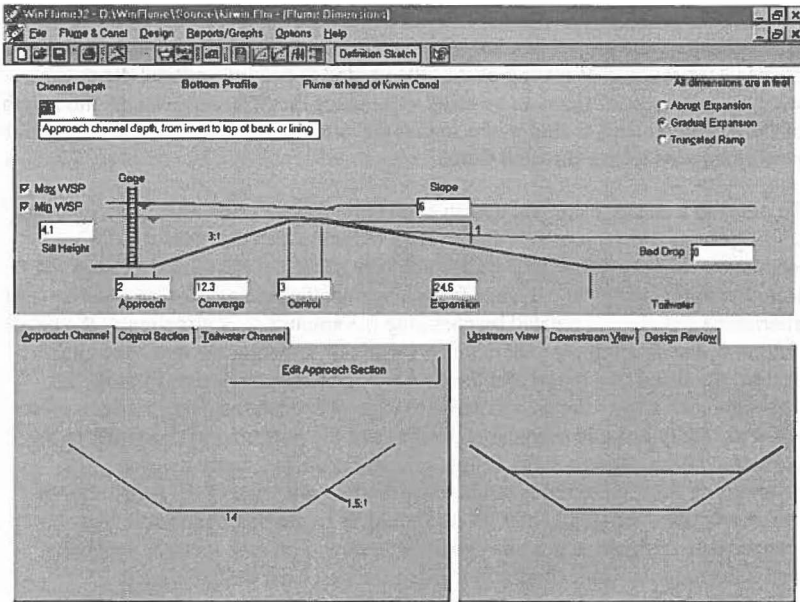 WinFlume32 - D:\WinFlume\Source\Kirwin.Flm - [Flume Dimensions]
File Flume & Canal Design Reports/Graphs Options Help
Definition Sketch
Channel Depth Bottom Profile Flume at head of Kirwin Canal All dimensions are in feet
Approach channel depth, from invert to top of bank or lining
Abrupt Expansion
Gradual Expansion
Truncated Ramp
Max WSP
Min WSP
Gage
Slope
6
4.1
Sill Height
3:1
1
Bed Drop 0
2 12.3 3 24.6
Approach Converge Control Expansion Tailwater
Approach Channel Control Section Tailwater Channel
Edit Approach Section
14
1.5:1
Upstream View Downstream View Design Review